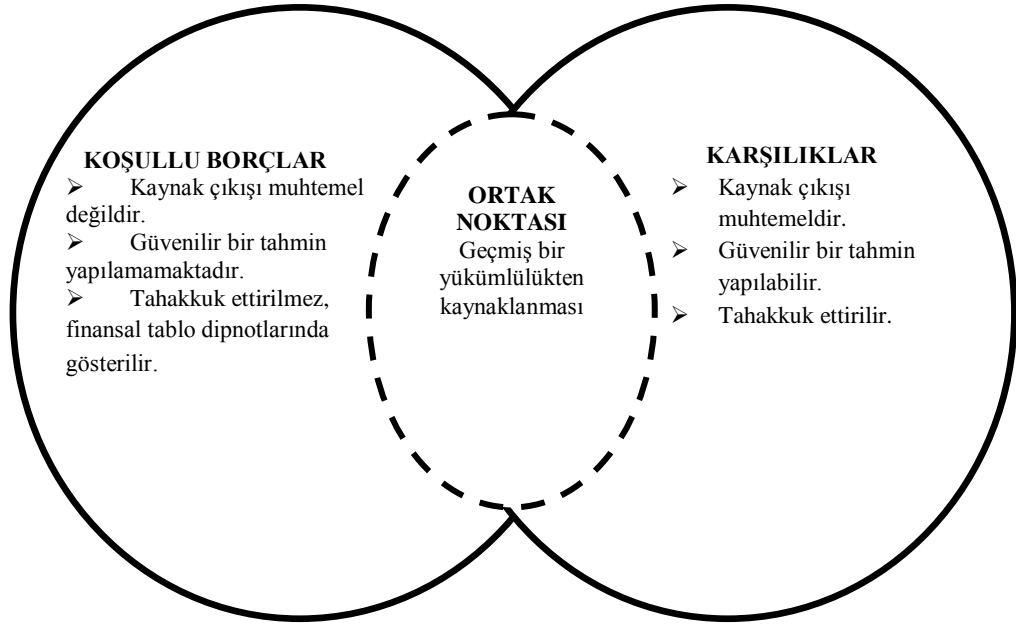 KOŞULLU BORÇLAR
➢ Kaynak çıkışı muhtemel
değildir.
➢ Güvenilir bir tahmin
yapılamamaktadır.
➢ Tahakkuk ettirilmez,
finansal tablo dipnotlarında
gösterilir.
ORTAK
NOKTASI
Geçmiş bir
yükümlülükten
kaynaklanması
KARŞILIKLAR
➢ Kaynak çıkışı
muhtemeldir.
➢ Güvenilir bir tahmin
yapılabilir.
➢ Tahakkuk ettirilir.